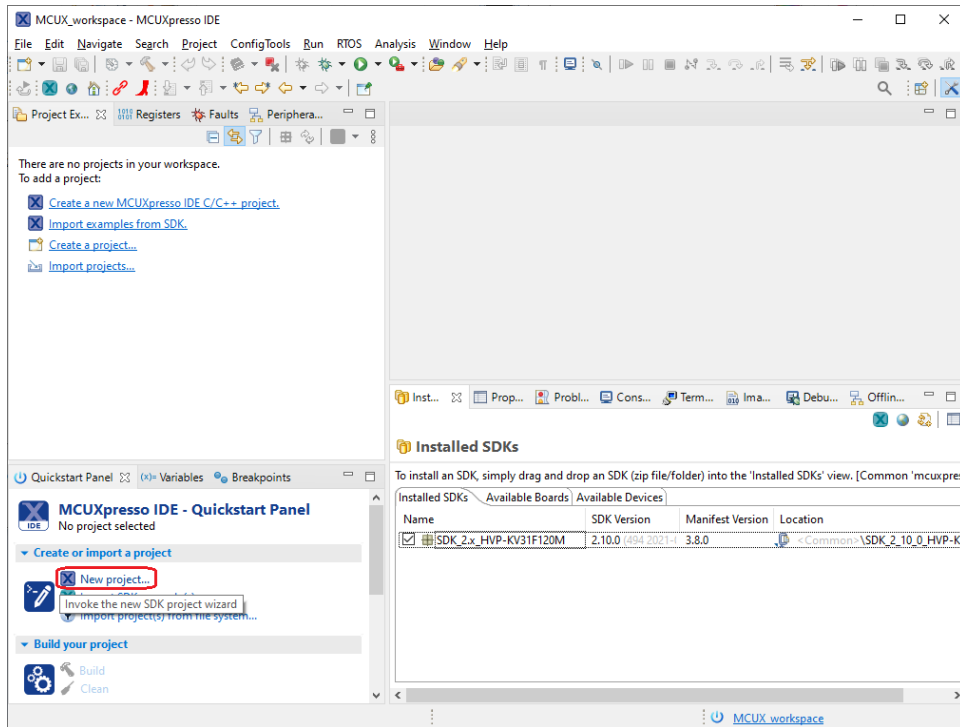 MCUX_workspace - MCUXpresso IDE
File Edit Navigate Search Project ConfigTools Run RTOS Analysis Window Help
Project Ex... Registers Faults Periphera...
There are no projects in your workspace.
To add a project:
Create a new MCUXpresso IDE C/C++ project.
Import examples from SDK.
Create a project...
Import projects...
Inst... Prop... Probl... Cons... Term... Ima... Debu... Offlin...
Installed SDKs
To install an SDK, simply drag and drop an SDK (zip file/folder) into the 'Installed SDKs' view. [Common 'mcuxpres
Installed SDKs Available Boards Available Devices
Name SDK Version Manifest Version Location
SDK_2.x_HVP-KV31F120M 2.10.0 (494 2021-( 3.8.0 <Common>\SDK_2_10_0_HVP-K
Quickstart Panel (x)= Variables Breakpoints
IDE
MCUXpresso IDE - Quickstart Panel
No project selected
Create or import a project
New project...
Invoke the new SDK project wizard
Import project(s) from file system...
Build your project
Build
Clean
MCUX_workspace